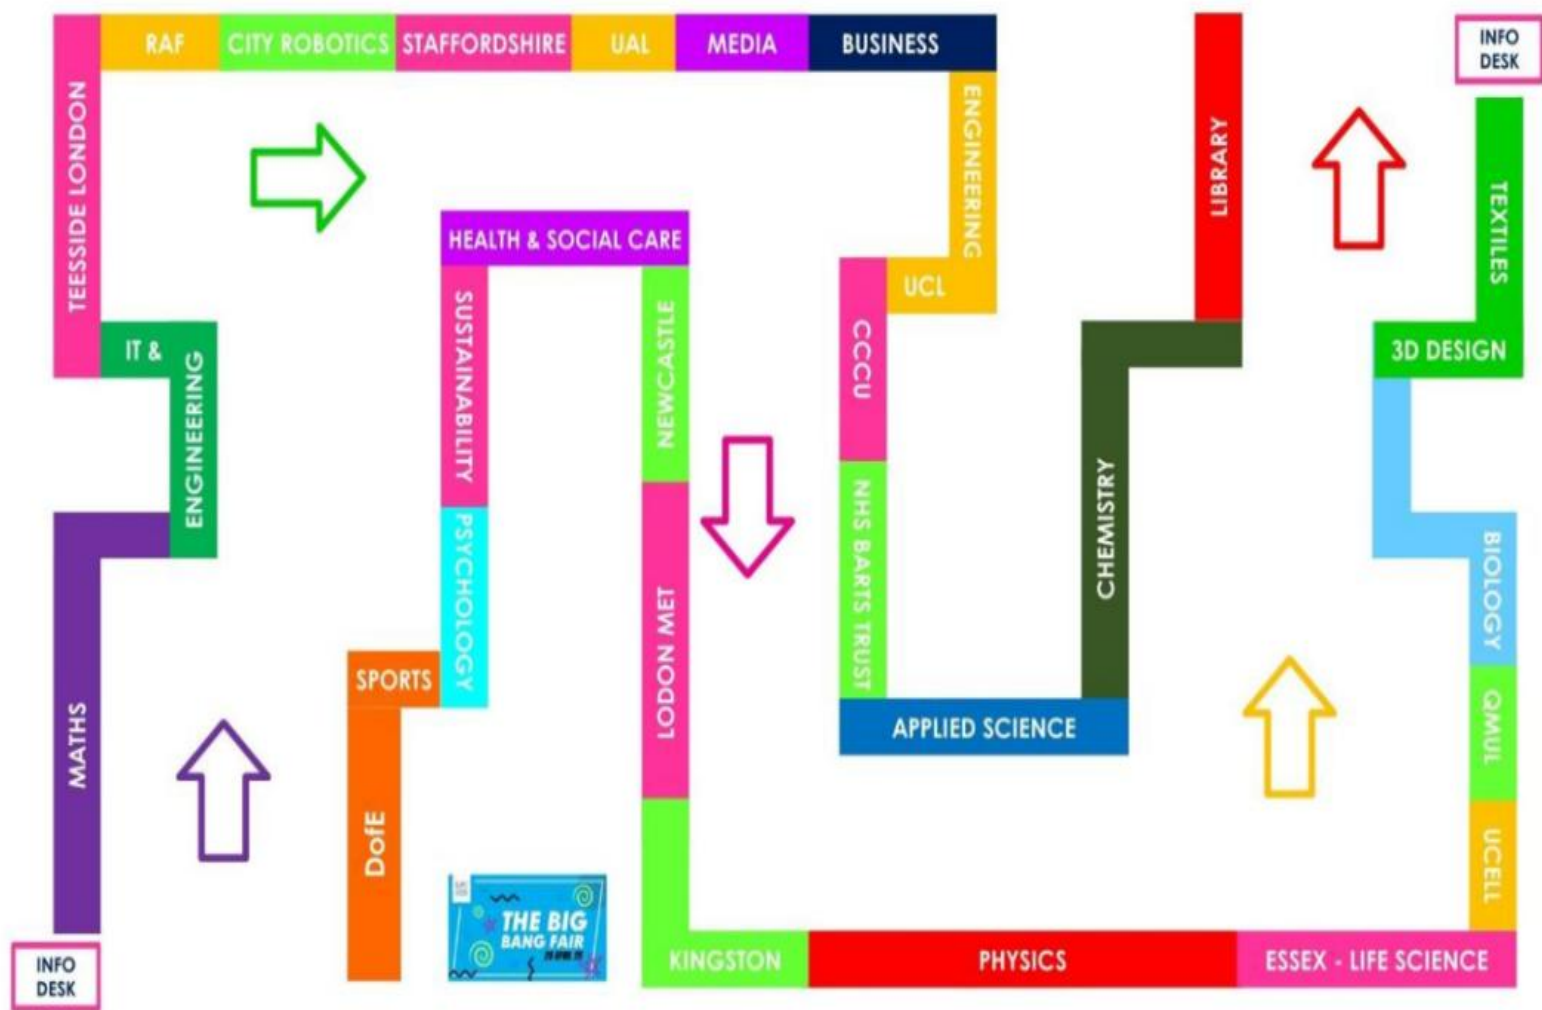 RAF
CITY ROBOTICS
STAFFORDSHIRE
UAL
MEDIA
BUSINESS
INFO
DESK
TEESSIDE LONDON
ENGINEERING
LIBRARY
TEXTILES
HEALTH & SOCIAL CARE
UCL
SUSTAINABILITY
NEWCASTLE
CCCU
IT &
ENGINEERING
3D DESIGN
CHEMISTRY
NHS BARTS TRUST
PSYCHOLOGY
BIOLOGY
LODON MET
SPORTS
MATHS
QMUL
APPLIED SCIENCE
DofE
UCELL
THE BIG
BANG FAIR
INFO
DESK
KINGSTON
PHYSICS
ESSEX - LIFE SCIENCE